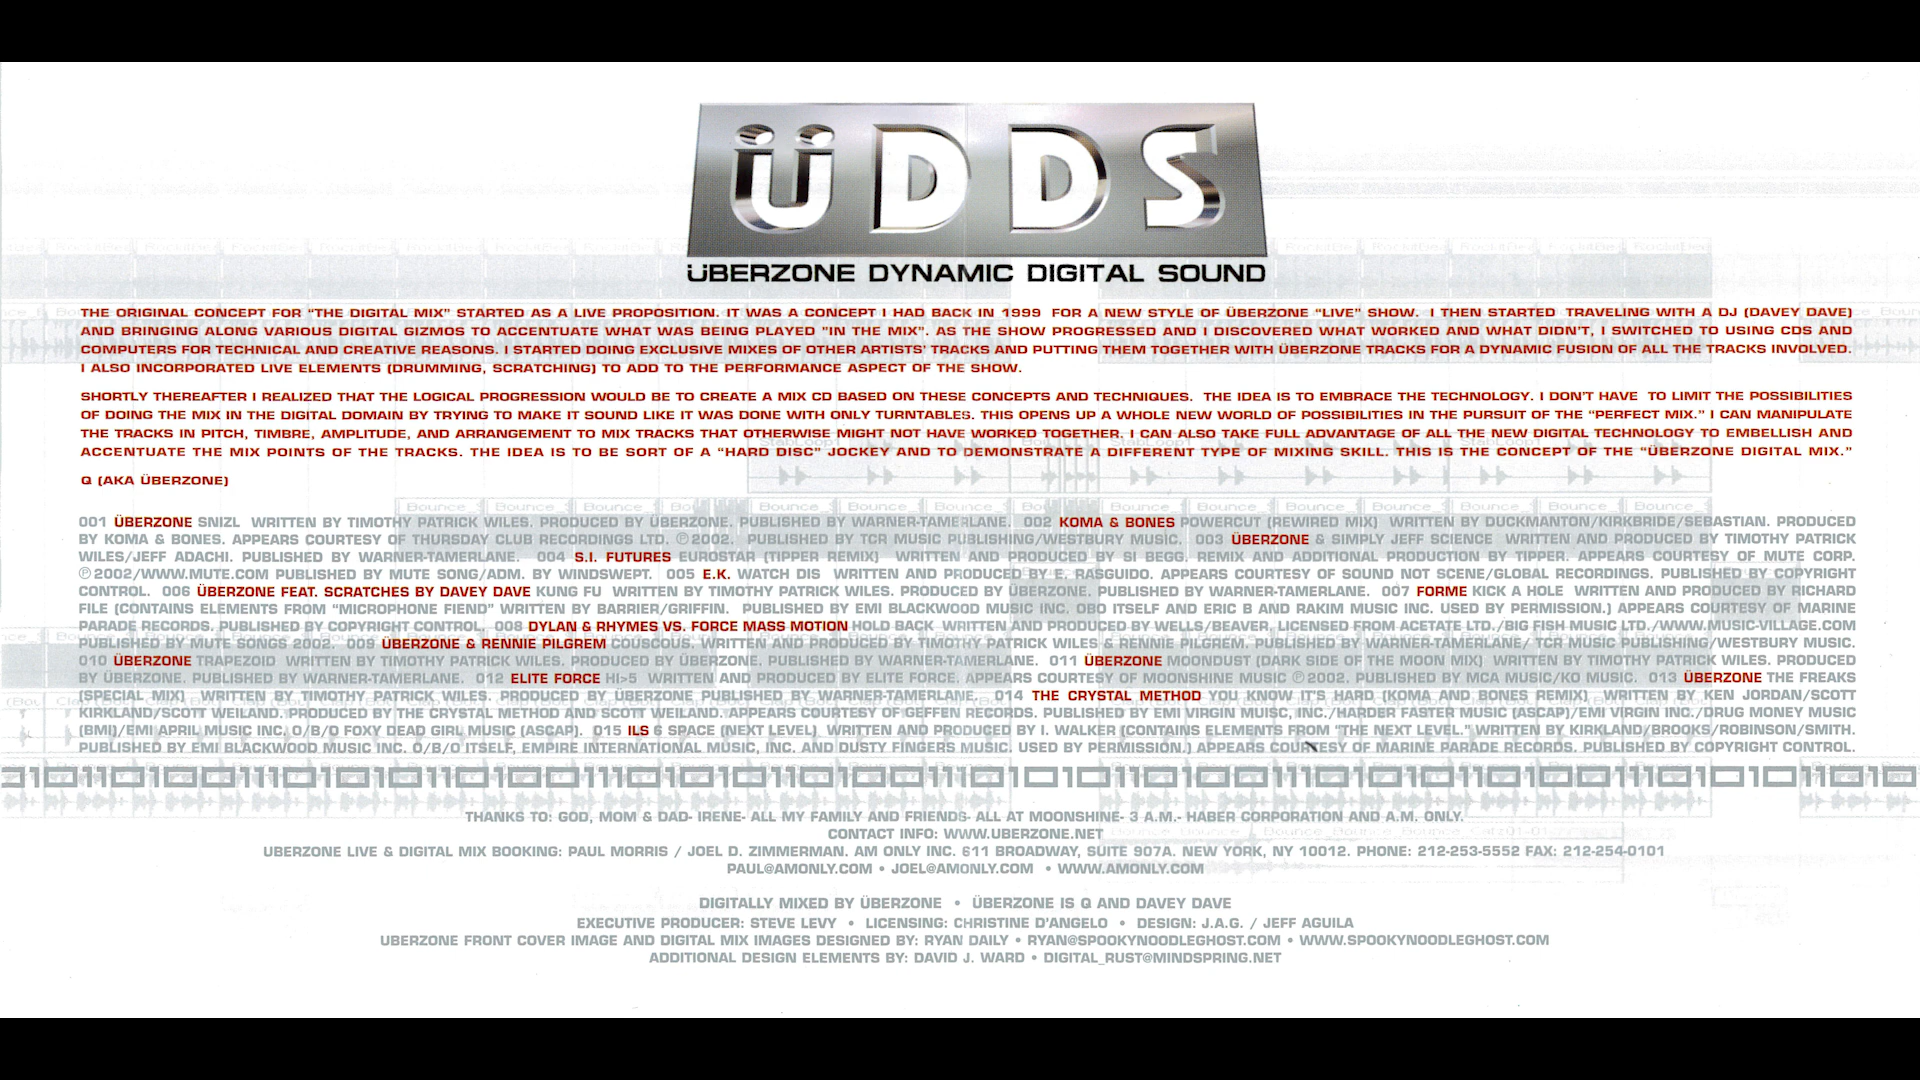 ÜDDS
ÜBERZONE DYNAMIC DIGITAL SOUND
THE ORIGINAL CONCEPT FOR "THE DIGITAL MIX" STARTED AS A LIVE PROPOSITION. IT WAS A CONCEPT I HAD BACK IN 1999 FOR A NEW STYLE OF ÜBERZONE "LIVE" SHOW. I THEN STARTED TRAVELING WITH A DJ (DAVEY DAVE)
AND BRINGING ALONG VARIOUS DIGITAL GIZMOS TO ACCENTUATE WHAT WAS BEING PLAYED "IN THE MIX". AS THE SHOW PROGRESSED AND I DISCOVERED WHAT WORKED AND WHAT DIDN'T, I SWITCHED TO USING CDS AND
COMPUTERS FOR TECHNICAL AND CREATIVE REASONS. I STARTED DOING EXCLUSIVE MIXES OF OTHER ARTISTS' TRACKS AND PUTTING THEM TOGETHER WITH ÜBERZONE TRACKS FOR A DYNAMIC FUSION OF ALL THE TRACKS INVOLVED.
I ALSO INCORPORATED LIVE ELEMENTS (DRUMMING, SCRATCHING) TO ADD TO THE PERFORMANCE ASPECT OF THE SHOW.
SHORTLY THEREAFTER I REALIZED THAT THE LOGICAL PROGRESSION WOULD BE TO CREATE A MIX CD BASED ON THESE CONCEPTS AND TECHNIQUES. THE IDEA IS TO EMBRACE THE TECHNOLOGY. I DON'T HAVE TO LIMIT THE POSSIBILITIES
OF DOING THE MIX IN THE DIGITAL DOMAIN BY TRYING TO MAKE IT SOUND LIKE IT WAS DONE WITH ONLY TURNTABLES. THIS OPENS UP A WHOLE NEW WORLD OF POSSIBILITIES IN THE PURSUIT OF THE "PERFECT MIX." I CAN MANIPULATE
THE TRACKS IN PITCH, TIMBRE, AMPLITUDE, AND ARRANGEMENT TO MIX TRACKS THAT OTHERWISE MIGHT NOT HAVE WORKED TOGETHER. I CAN ALSO TAKE FULL ADVANTAGE OF ALL THE NEW DIGITAL TECHNOLOGY TO EMBELLISH AND
ACCENTUATE THE MIX POINTS OF THE TRACKS. THE IDEA IS TO BE SORT OF A "HARD DISC" JOCKEY AND TO DEMONSTRATE A DIFFERENT TYPE OF MIXING SKILL. THIS IS THE CONCEPT OF THE "ÜBERZONE DIGITAL MIX."
Q (AKA ÜBERZONE)
001 ÜBERZONE SNIZL WRITTEN BY TIMOTHY PATRICK WILES. PRODUCED BY ÜBERZONE. PUBLISHED BY WARNER-TAMERLANE. 002 KOMA & BONES POWERCUT (REWIRED MIX) WRITTEN BY DUCKMANTON/KIRKBRIDE/SEBASTIAN. PRODUCED
BY KOMA & BONES. APPEARS COURTESY OF THURSDAY CLUB RECORDINGS LTD. ℗2002. PUBLISHED BY TCR MUSIC PUBLISHING/WESTBURY MUSIC. 003 ÜBERZONE & SIMPLY JEFF SCIENCE WRITTEN AND PRODUCED BY TIMOTHY PATRICK
WILES/JEFF ADACHI. PUBLISHED BY WARNER-TAMERLANE. 004 S.I. FUTURES EUROSTAR (TIPPER REMIX) WRITTEN AND PRODUCED BY SI BEGG. REMIX AND ADDITIONAL PRODUCTION BY TIPPER. APPEARS COURTESY OF MUTE CORP.
℗2002/WWW.MUTE.COM PUBLISHED BY MUTE SONG/ADM. BY WINDSWEPT. 005 E.K. WATCH DIS WRITTEN AND PRODUCED BY E. RASGUIDO. APPEARS COURTESY OF SOUND NOT SCENE/GLOBAL RECORDINGS. PUBLISHED BY COPYRIGHT
CONTROL. 006 ÜBERZONE FEAT. SCRATCHES BY DAVEY DAVE KUNG FU WRITTEN BY TIMOTHY PATRICK WILES. PRODUCED BY ÜBERZONE. PUBLISHED BY WARNER-TAMERLANE. 007 FORME KICK A HOLE WRITTEN AND PRODUCED BY RICHARD
FILE (CONTAINS ELEMENTS FROM "MICROPHONE FIEND" WRITTEN BY BARRIER/GRIFFIN. PUBLISHED BY EMI BLACKWOOD MUSIC INC. OBO ITSELF AND ERIC B AND RAKIM MUSIC INC. USED BY PERMISSION.) APPEARS COURTESY OF MARINE
PARADE RECORDS. PUBLISHED BY COPYRIGHT CONTROL. 008 DYLAN & RHYMES VS. FORCE MASS MOTION HOLD BACK WRITTEN AND PRODUCED BY WELLS/BEAVER. LICENSED FROM ACETATE LTD./BIG FISH MUSIC LTD./WWW.MUSIC-VILLAGE.COM
PUBLISHED BY MUTE SONGS 2002. 009 ÜBERZONE & RENNIE PILGREM COUSCOUS. WRITTEN AND PRODUCED BY TIMOTHY PATRICK WILES & RENNIE PILGREM. PUBLISHED BY WARNER-TAMERLANE/ TCR MUSIC PUBLISHING/WESTBURY MUSIC.
010 ÜBERZONE TRAPEZOID WRITTEN BY TIMOTHY PATRICK WILES. PRODUCED BY ÜBERZONE. PUBLISHED BY WARNER-TAMERLANE. 011 ÜBERZONE MOONDUST (DARK SIDE OF THE MOON MIX) WRITTEN BY TIMOTHY PATRICK WILES. PRODUCED
BY ÜBERZONE. PUBLISHED BY WARNER-TAMERLANE. 012 ELITE FORCE HI>5 WRITTEN AND PRODUCED BY ELITE FORCE. APPEARS COURTESY OF MOONSHINE MUSIC ℗2002. PUBLISHED BY MCA MUSIC/KO MUSIC. 013 ÜBERZONE THE FREAKS
(SPECIAL MIX) WRITTEN BY TIMOTHY PATRICK WILES. PRODUCED BY ÜBERZONE PUBLISHED BY WARNER-TAMERLANE. 014 THE CRYSTAL METHOD YOU KNOW IT'S HARD (KOMA AND BONES REMIX) WRITTEN BY KEN JORDAN/SCOTT
KIRKLAND/SCOTT WEILAND. PRODUCED BY THE CRYSTAL METHOD AND SCOTT WEILAND. APPEARS COURTESY OF GEFFEN RECORDS. PUBLISHED BY EMI VIRGIN MUISC, INC./HARDER FASTER MUSIC (ASCAP)/EMI VIRGIN INC./DRUG MONEY MUSIC
(BMI)/EMI APRIL MUSIC INC. O/B/O FOXY DEAD GIRL MUSIC (ASCAP). 015 ILS 6 SPACE (NEXT LEVEL) WRITTEN AND PRODUCED BY I. WALKER (CONTAINS ELEMENTS FROM "THE NEXT LEVEL." WRITTEN BY KIRKLAND/BROOKS/ROBINSON/SMITH.
PUBLISHED BY EMI BLACKWOOD MUSIC INC. O/B/O ITSELF, EMPIRE INTERNATIONAL MUSIC, INC. AND DUSTY FINGERS MUSIC. USED BY PERMISSION.) APPEARS COURTESY OF MARINE PARADE RECORDS. PUBLISHED BY COPYRIGHT CONTROL.
THANKS TO: GOD, MOM & DAD- IRENE- ALL MY FAMILY AND FRIENDS- ALL AT MOONSHINE- 3 A.M.- HABER CORPORATION AND A.M. ONLY.
CONTACT INFO: WWW.UBERZONE.NET
UBERZONE LIVE & DIGITAL MIX BOOKING: PAUL MORRIS / JOEL D. ZIMMERMAN. AM ONLY INC. 611 BROADWAY, SUITE 907A. NEW YORK, NY 10012. PHONE: 212-253-5552 FAX: 212-254-0101
PAUL@AMONLY.COM • JOEL@AMONLY.COM • WWW.AMONLY.COM
DIGITALLY MIXED BY ÜBERZONE • ÜBERZONE IS Q AND DAVEY DAVE
EXECUTIVE PRODUCER: STEVE LEVY • LICENSING: CHRISTINE D'ANGELO • DESIGN: J.A.G. / JEFF AGUILA
UBERZONE FRONT COVER IMAGE AND DIGITAL MIX IMAGES DESIGNED BY: RYAN DAILY • RYAN@SPOOKYNOODLEGHOST.COM • WWW.SPOOKYNOODLEGHOST.COM
ADDITIONAL DESIGN ELEMENTS BY: DAVID J. WARD • DIGITAL_RUST@MINDSPRING.NET